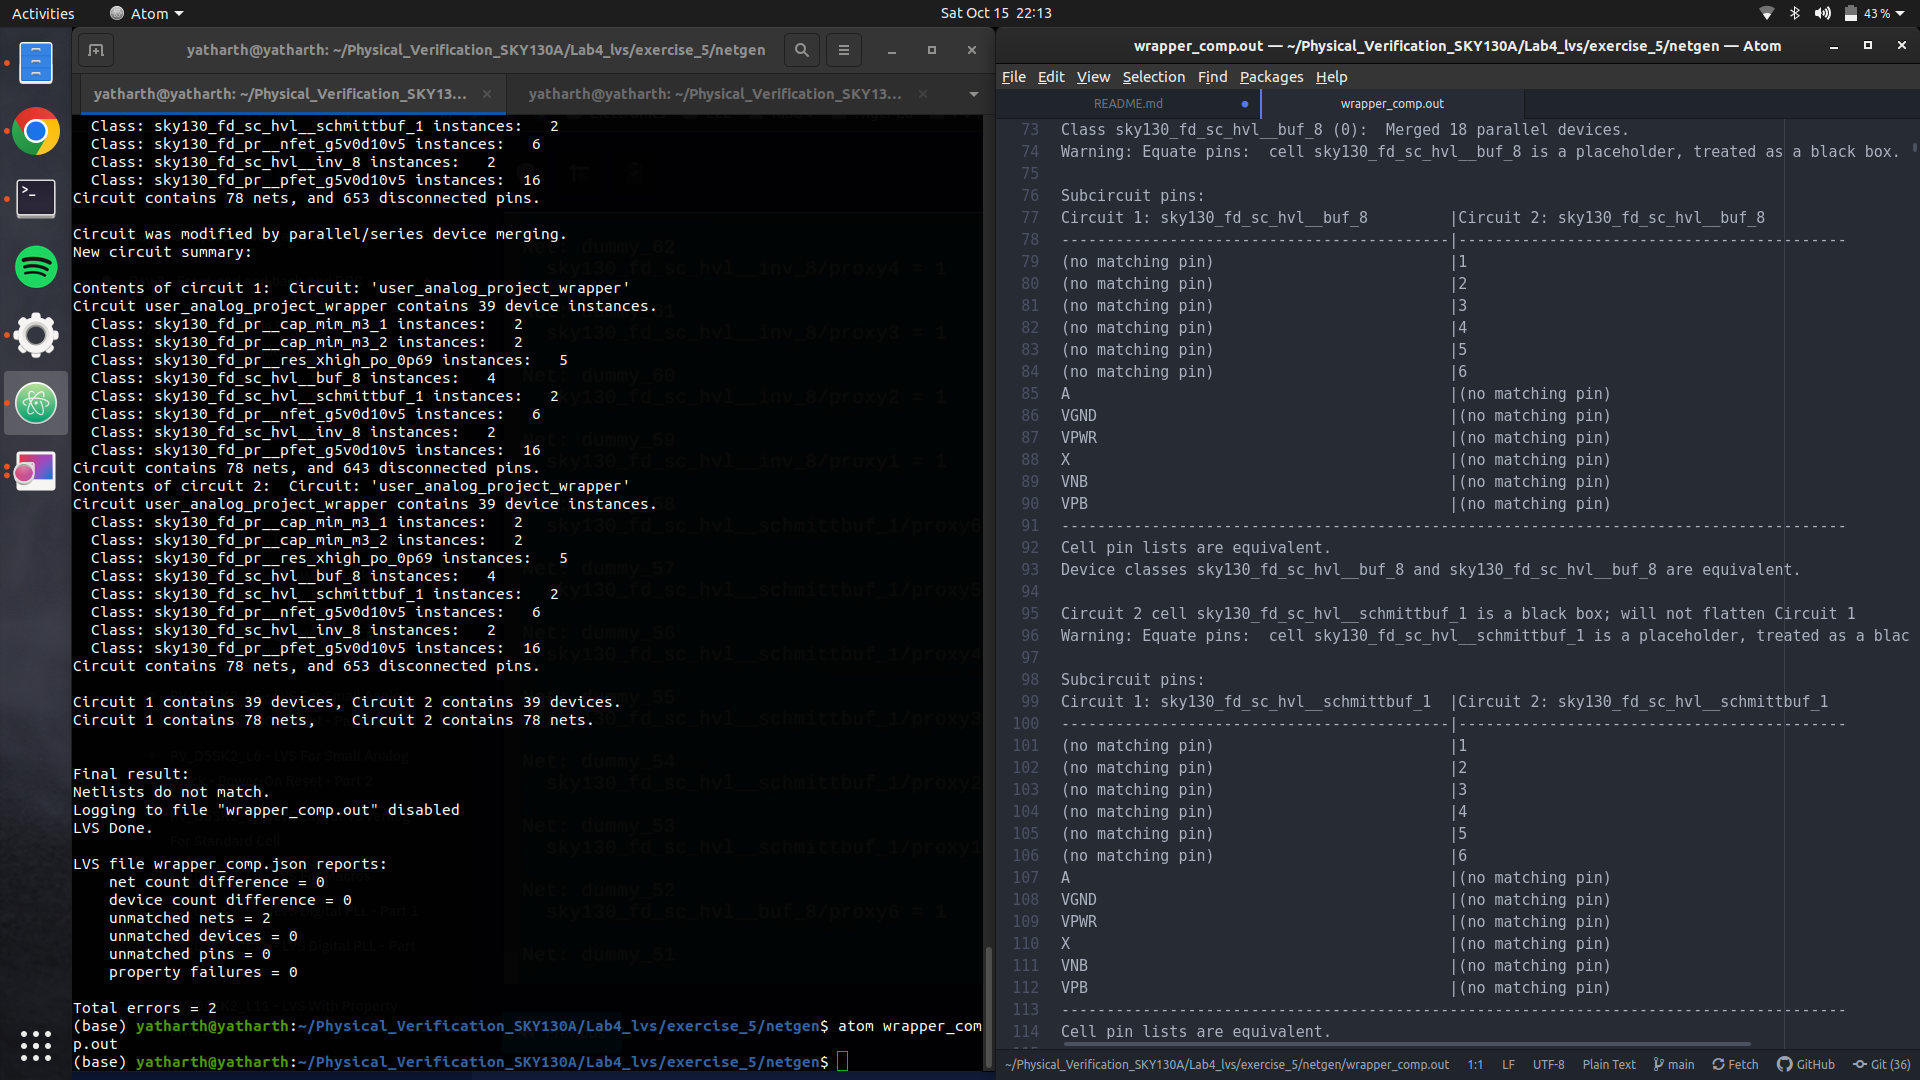 Activities
Atom
Sat Oct 15 22:13
43 %
yatharth@yatharth: ~/Physical_Verification_SKY130A/Lab4_lvs/exercise_5/netgen
yatharth@yatharth: ~/Physical_Verification_SKY13...
yatharth@yatharth: ~/Physical_Verification_SKY13...
Class: sky130_fd_sc_hvl__schmittbuf_1 instances: 2
Class: sky130_fd_pr__nfet_g5v0d10v5 instances: 6
Class: sky130_fd_sc_hvl__inv_8 instances: 2
Class: sky130_fd_pr__pfet_g5v0d10v5 instances: 16
Circuit contains 78 nets, and 653 disconnected pins.
Circuit was modified by parallel/series device merging.
New circuit summary:
Contents of circuit 1: Circuit: 'user_analog_project_wrapper'
Circuit user_analog_project_wrapper contains 39 device instances.
Class: sky130_fd_pr__cap_mim_m3_1 instances: 2
Class: sky130_fd_pr__cap_mim_m3_2 instances: 2
Class: sky130_fd_pr__res_xhigh_po_0p69 instances: 5
Class: sky130_fd_sc_hvl__buf_8 instances: 4
Class: sky130_fd_sc_hvl__schmittbuf_1 instances: 2
Class: sky130_fd_pr__nfet_g5v0d10v5 instances: 6
Class: sky130_fd_sc_hvl__inv_8 instances: 2
Class: sky130_fd_pr__pfet_g5v0d10v5 instances: 16
Circuit contains 78 nets, and 643 disconnected pins.
Contents of circuit 2: Circuit: 'user_analog_project_wrapper'
Circuit user_analog_project_wrapper contains 39 device instances.
Class: sky130_fd_pr__cap_mim_m3_1 instances: 2
Class: sky130_fd_pr__cap_mim_m3_2 instances: 2
Class: sky130_fd_pr__res_xhigh_po_0p69 instances: 5
Class: sky130_fd_sc_hvl__buf_8 instances: 4
Class: sky130_fd_sc_hvl__schmittbuf_1 instances: 2
Class: sky130_fd_pr__nfet_g5v0d10v5 instances: 6
Class: sky130_fd_sc_hvl__inv_8 instances: 2
Class: sky130_fd_pr__pfet_g5v0d10v5 instances: 16
Circuit contains 78 nets, and 653 disconnected pins.
Circuit 1 contains 39 devices, Circuit 2 contains 39 devices.
Circuit 1 contains 78 nets, Circuit 2 contains 78 nets.
Final result:
Netlists do not match.
Logging to file "wrapper_comp.out" disabled
LVS Done.
LVS file wrapper_comp.json reports:
net count difference = 0
device count difference = 0
unmatched nets = 2
unmatched devices = 0
unmatched pins = 0
property failures = 0
Total errors = 2
(base) yatharth@yatharth:~/Physical_Verification_SKY130A/Lab4_lvs/exercise_5/netgen$ atom wrapper_com
p.out
(base) yatharth@yatharth:~/Physical_Verification_SKY130A/Lab4_lvs/exercise_5/netgen$
wrapper_comp.out — ~/Physical_Verification_SKY130A/Lab4_lvs/exercise_5/netgen — Atom
File Edit View Selection Find Packages Help
README.md
wrapper_comp.out
73 Class sky130_fd_sc_hvl__buf_8 (0): Merged 18 parallel devices.
74 Warning: Equate pins: cell sky130_fd_sc_hvl__buf_8 is a placeholder, treated as a black box.
75
76 Subcircuit pins:
77 Circuit 1: sky130_fd_sc_hvl__buf_8 |Circuit 2: sky130_fd_sc_hvl__buf_8
78 -------------------------------------------|-------------------------------------------
79 (no matching pin) |1
80 (no matching pin) |2
81 (no matching pin) |3
82 (no matching pin) |4
83 (no matching pin) |5
84 (no matching pin) |6
85 A |(no matching pin)
86 VGND |(no matching pin)
87 VPWR |(no matching pin)
88 X |(no matching pin)
89 VNB |(no matching pin)
90 VPB |(no matching pin)
91 ---------------------------------------------------------------------------------------
92 Cell pin lists are equivalent.
93 Device classes sky130_fd_sc_hvl__buf_8 and sky130_fd_sc_hvl__buf_8 are equivalent.
94
95 Circuit 2 cell sky130_fd_sc_hvl__schmittbuf_1 is a black box; will not flatten Circuit 1
96 Warning: Equate pins: cell sky130_fd_sc_hvl__schmittbuf_1 is a placeholder, treated as a blac
97
98 Subcircuit pins:
99 Circuit 1: sky130_fd_sc_hvl__schmittbuf_1 |Circuit 2: sky130_fd_sc_hvl__schmittbuf_1
100 -------------------------------------------|-------------------------------------------
101 (no matching pin) |1
102 (no matching pin) |2
103 (no matching pin) |3
104 (no matching pin) |4
105 (no matching pin) |5
106 (no matching pin) |6
107 A |(no matching pin)
108 VGND |(no matching pin)
109 VPWR |(no matching pin)
110 X |(no matching pin)
111 VNB |(no matching pin)
112 VPB |(no matching pin)
113 ---------------------------------------------------------------------------------------
114 Cell pin lists are equivalent.
~/Physical_Verification_SKY130A/Lab4_lvs/exercise_5/netgen/wrapper_comp.out 1:1 LF UTF-8 Plain Text main Fetch GitHub Git (36)